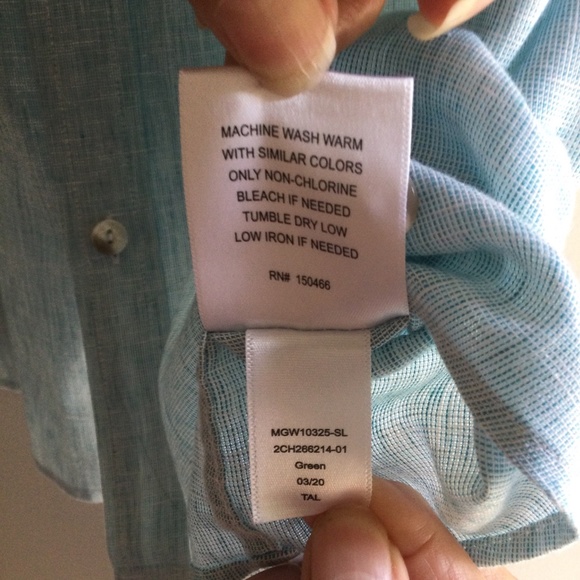 MACHINE WASH WARM
WITH SIMILAR COLORS
ONLY NON-CHLORINE
BLEACH IF NEEDED
TUMBLE DRY LOW
LOW IRON IF NEEDED
RN# 150466
MGW10325-SL
2CH266214-01
Green
03/20
TAL